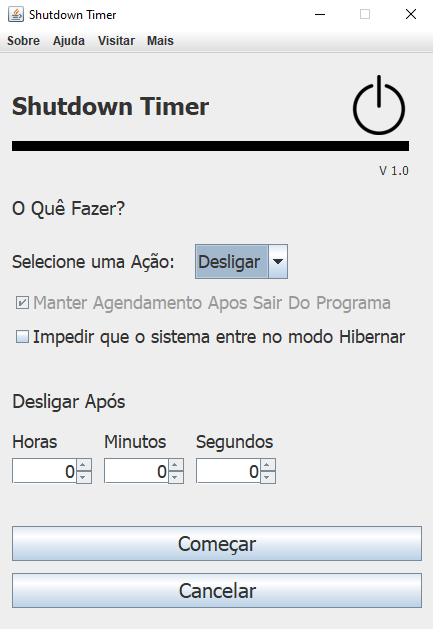 Shutdown Timer
Sobre Ajuda Visitar Mais
Shutdown Timer
V 1.0
O Quê Fazer?
Selecione uma Ação: Desligar
Manter Agendamento Apos Sair Do Programa
Impedir que o sistema entre no modo Hibernar
Desligar Após
Horas Minutos Segundos
0 0 0
Começar
Cancelar